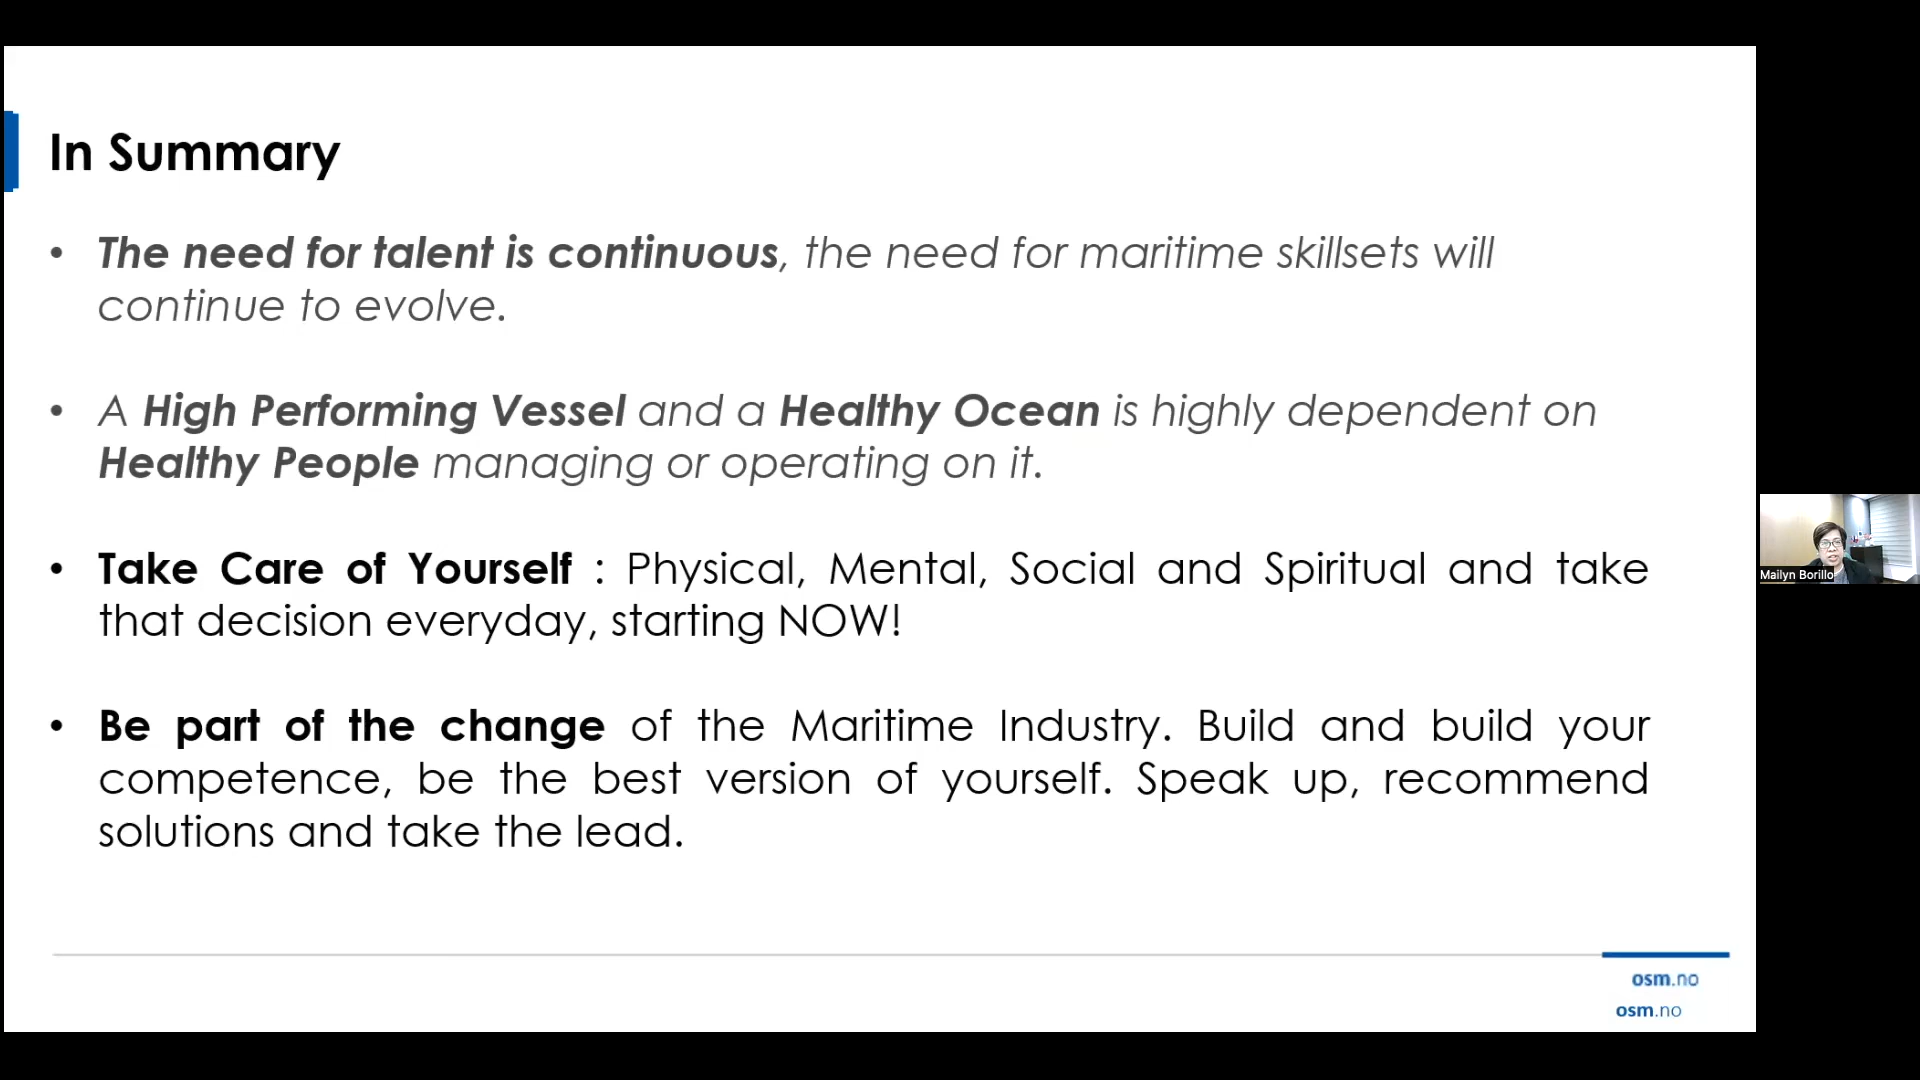 In Summary
• The need for talent is continuous, the need for maritime skillsets will
continue to evolve.
• A High Performing Vessel and a Healthy Ocean is highly dependent on
Healthy People managing or operating on it.
• Take Care of Yourself : Physical, Mental, Social and Spiritual and take
that decision everyday, starting NOW!
• Be part of the change of the Maritime Industry. Build and build your
competence, be the best version of yourself. Speak up, recommend
solutions and take the lead.
osm.no
osm.no
Mailyn Borillo